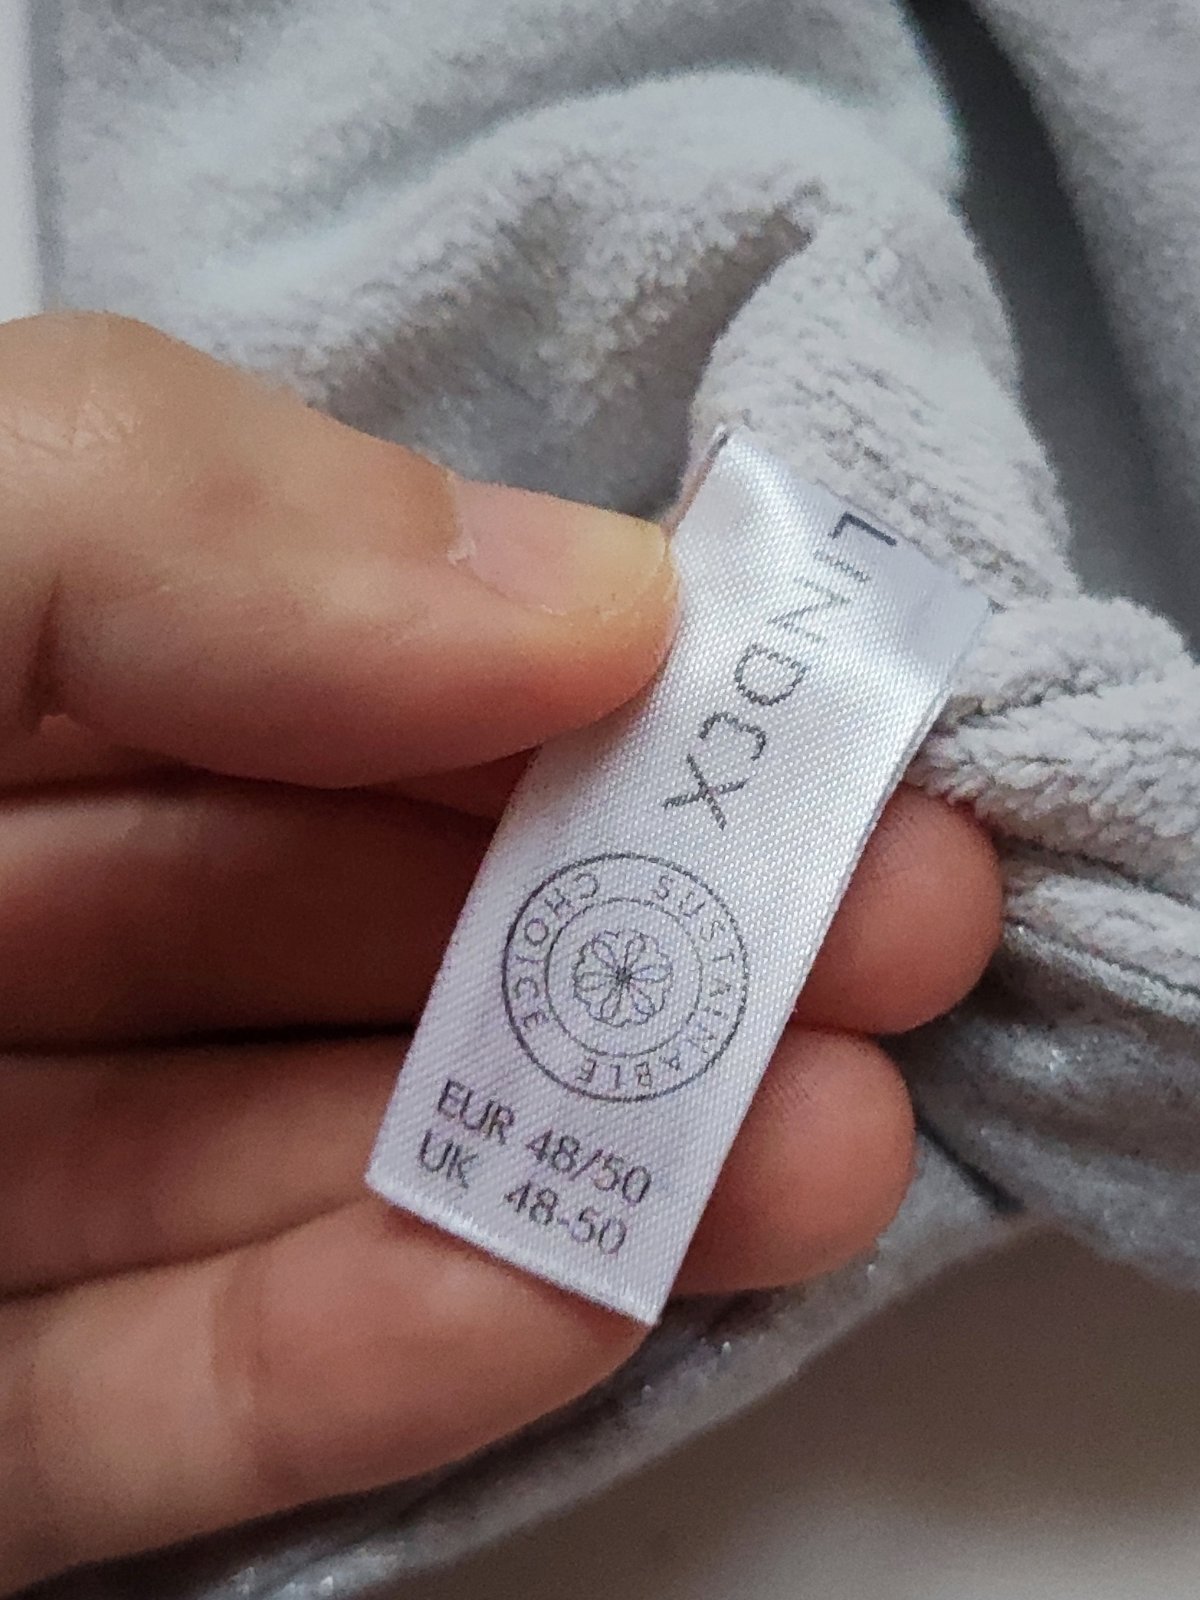 LINDEX
SUSTAINABLE CHOICE
EUR 48/50
UK 48-50